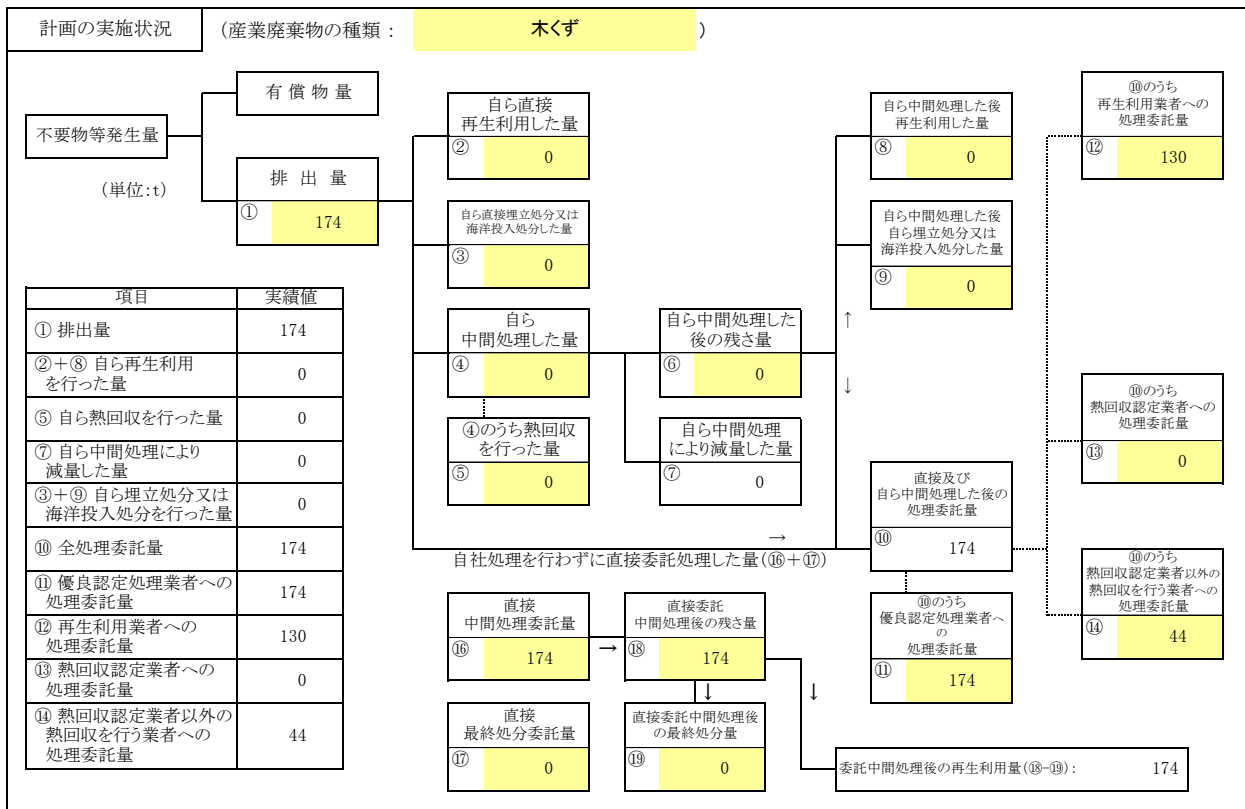 計画の実施状況
(産業廃棄物の種類： 木くず )
有償物量
不要物等発生量
(単位:t)
排出量
① 174
自ら直接
再生利用した量
② 0
自ら直接埋立処分又は
海洋投入処分した量
③ 0
自ら
中間処理した量
④ 0
④のうち熱回収
を行った量
⑤ 0
自ら中間処理した
後の残さ量
⑥ 0
自ら中間処理
により減量した量
⑦ 0
自ら中間処理した後
再生利用した量
⑧ 0
自ら中間処理した後
自ら埋立処分又は
海洋投入処分した量
⑨ 0
↑
↓
直接及び
自ら中間処理した後の
処理委託量
⑩ 174
⑩のうち
優良認定処理業者へ
の
処理委託量
⑪ 174
⑩のうち
再生利用業者への
処理委託量
⑫ 130
⑩のうち
熱回収認定業者への
処理委託量
⑬ 0
⑩のうち
熱回収認定業者以外の
熱回収を行う業者への
処理委託量
⑭ 44
→
自社処理を行わずに直接委託処理した量(⑯+⑰)
直接
中間処理委託量
⑯ 174
→
直接委託
中間処理後の残さ量
⑱ 174
↓
↓
直接
最終処分委託量
⑰ 0
直接委託中間処理後
の最終処分量
⑲ 0
委託中間処理後の再生利用量(⑱-⑲)： 174
項目 実績値
① 排出量 174
②+⑧ 自ら再生利用
を行った量 0
⑤ 自ら熱回収を行った量 0
⑦ 自ら中間処理により
減量した量 0
③+⑨ 自ら埋立処分又は
海洋投入処分を行った量 0
⑩ 全処理委託量 174
⑪ 優良認定処理業者への
処理委託量 174
⑫ 再生利用業者への
処理委託量 130
⑬ 熱回収認定業者への
処理委託量 0
⑭ 熱回収認定業者以外の
熱回収を行う業者への
処理委託量 44